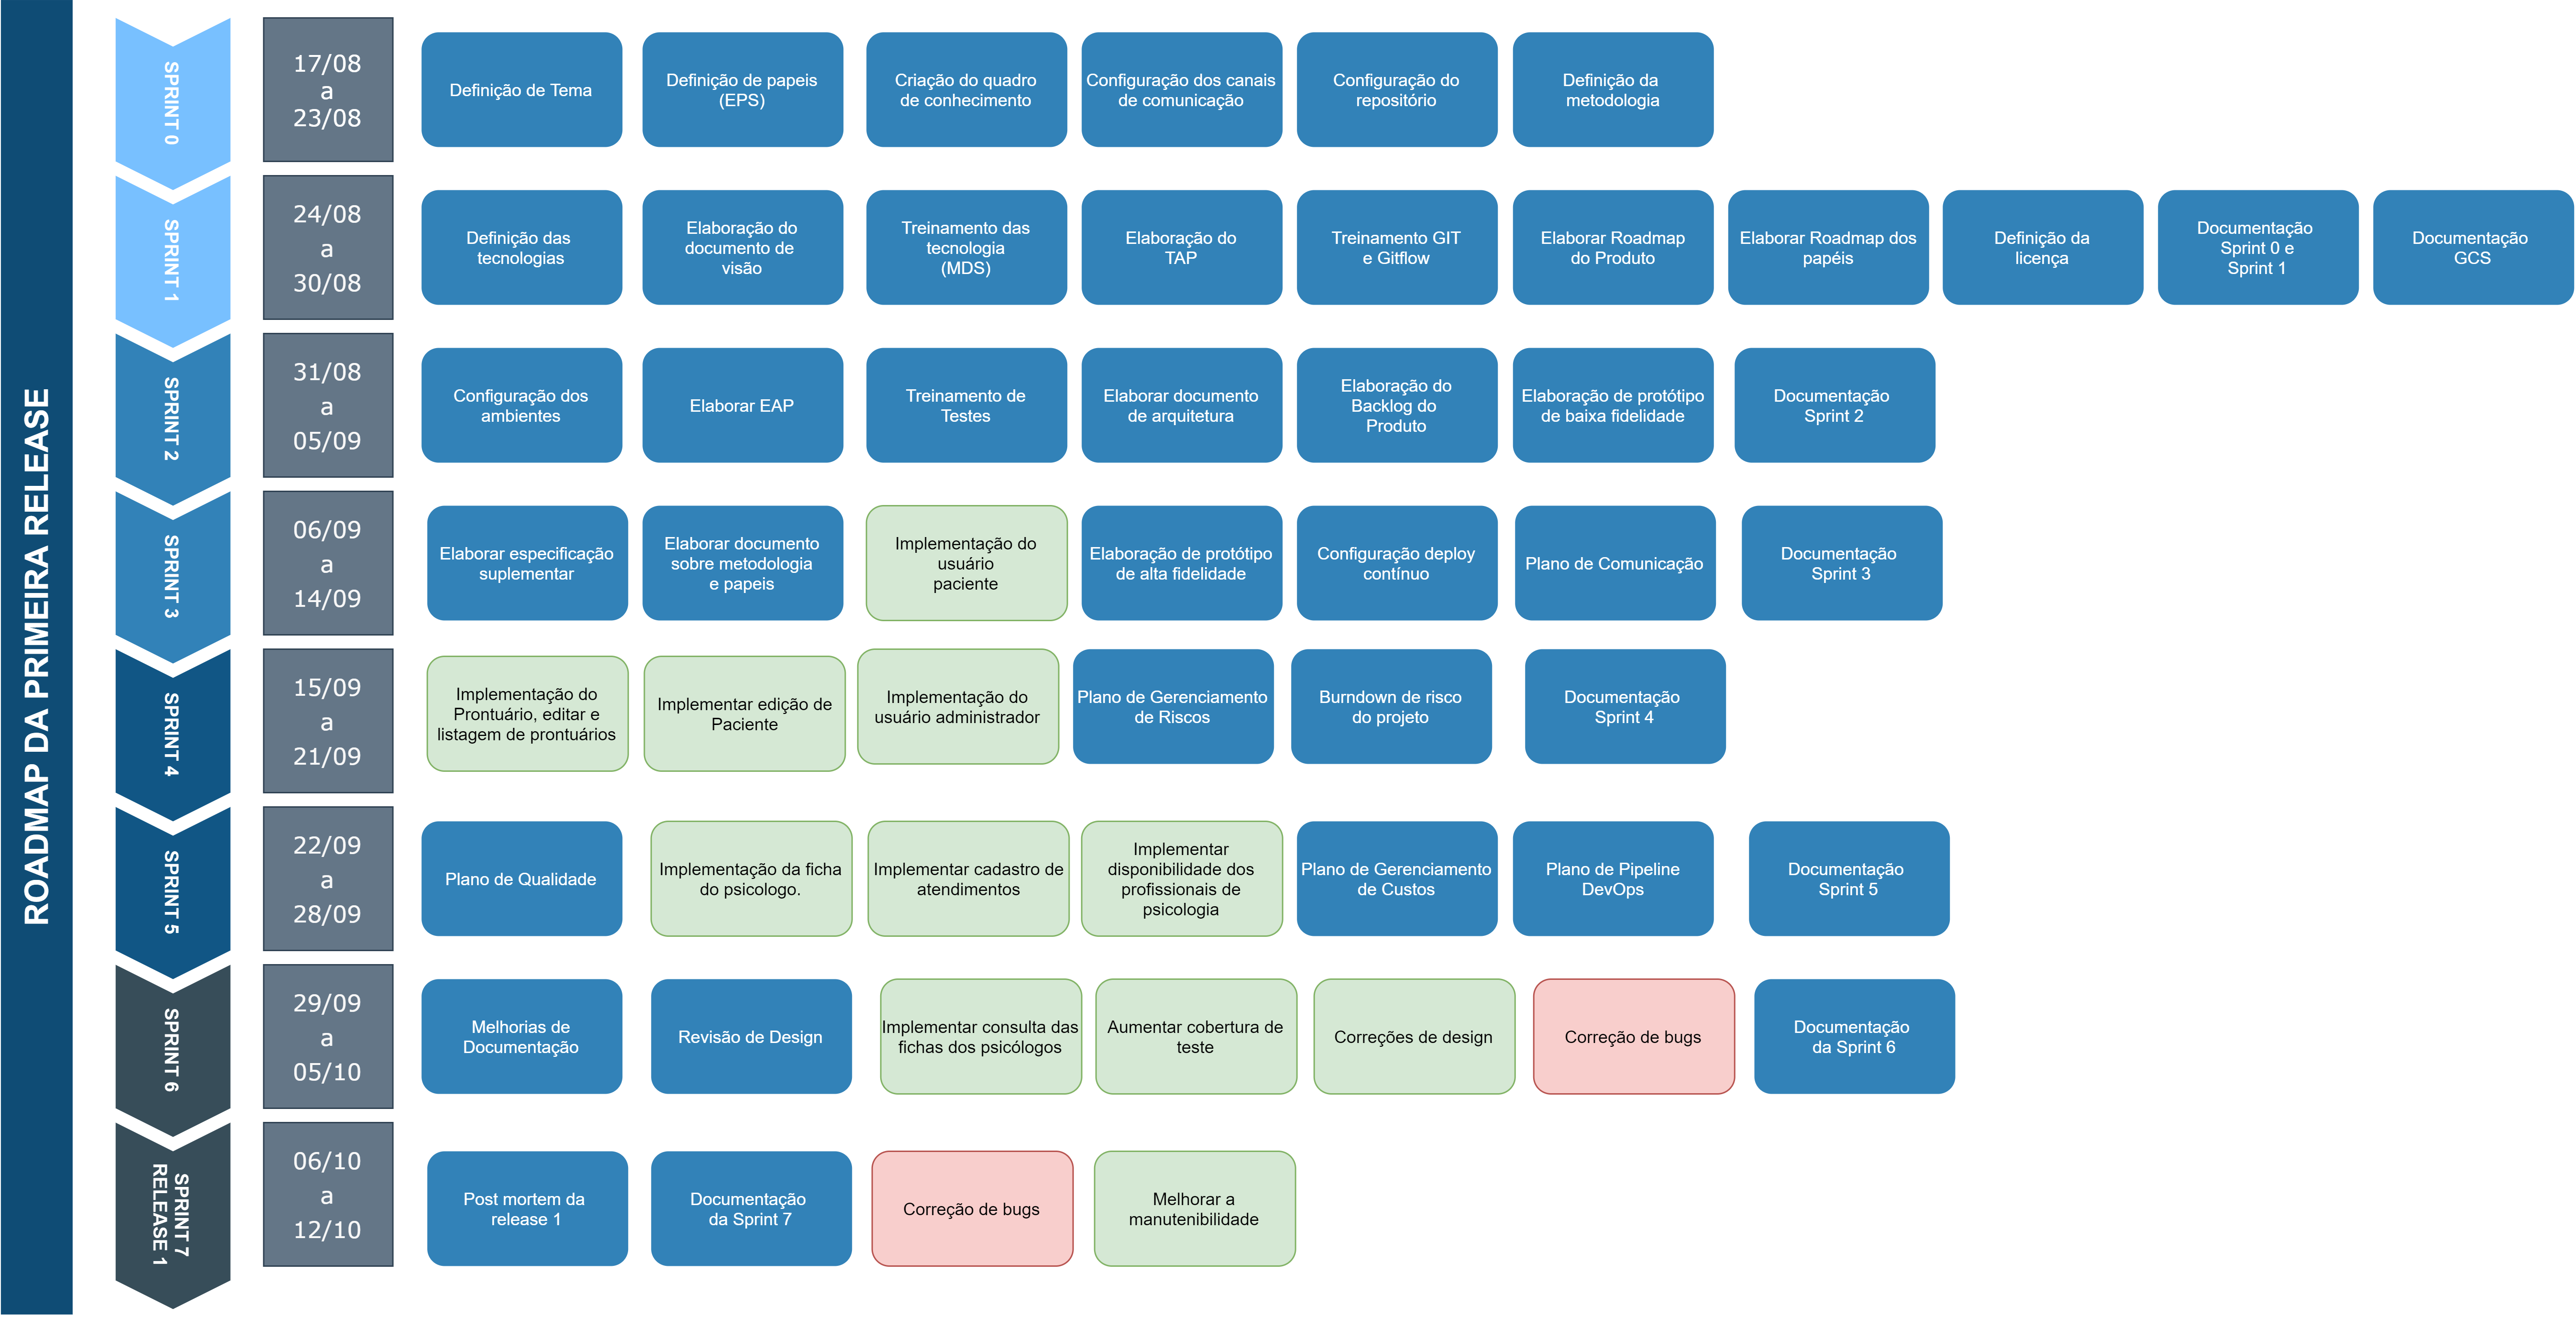 ROADMAP DA PRIMEIRA RELEASE
SPRINT 0
17/08
a
23/08
Definição de Tema
Definição de papeis
(EPS)
Criação do quadro
de conhecimento
Configuração dos canais
de comunicação
Configuração do
repositório
Definição da
metodologia
SPRINT 1
24/08
a
30/08
Definição das
tecnologias
Elaboração do
documento de
visão
Treinamento das
tecnologia
(MDS)
Elaboração do
TAP
Treinamento GIT
e Gitflow
Elaborar Roadmap
do Produto
Elaborar Roadmap dos
papéis
Definição da
licença
Documentação
Sprint 0 e
Sprint 1
Documentação
GCS
SPRINT 2
31/08
a
05/09
Configuração dos
ambientes
Elaborar EAP
Treinamento de
Testes
Elaborar documento
de arquitetura
Elaboração do
Backlog do
Produto
Elaboração de protótipo
de baixa fidelidade
Documentação
Sprint 2
SPRINT 3
06/09
a
14/09
Elaborar especificação
suplementar
Elaborar documento
sobre metodologia
e papeis
Implementação do
usuário
paciente
Elaboração de protótipo
de alta fidelidade
Configuração deploy
contínuo
Plano de Comunicação
Documentação
Sprint 3
SPRINT 4
15/09
a
21/09
Implementação do
Prontuário, editar e
listagem de prontuários
Implementar edição de
Paciente
Implementação do
usuário administrador
Plano de Gerenciamento
de Riscos
Burndown de risco
do projeto
Documentação
Sprint 4
SPRINT 5
22/09
a
28/09
Plano de Qualidade
Implementação da ficha
do psicologo.
Implementar cadastro de
atendimentos
Implementar
disponibilidade dos
profissionais de
psicologia
Plano de Gerenciamento
de Custos
Plano de Pipeline
DevOps
Documentação
Sprint 5
SPRINT 6
29/09
a
05/10
Melhorias de
Documentação
Revisão de Design
Implementar consulta das
fichas dos psicólogos
Aumentar cobertura de
teste
Correções de design
Correção de bugs
Documentação
da Sprint 6
SPRINT 7
RELEASE 1
06/10
a
12/10
Post mortem da
release 1
Documentação
da Sprint 7
Correção de bugs
Melhorar a
manutenibilidade